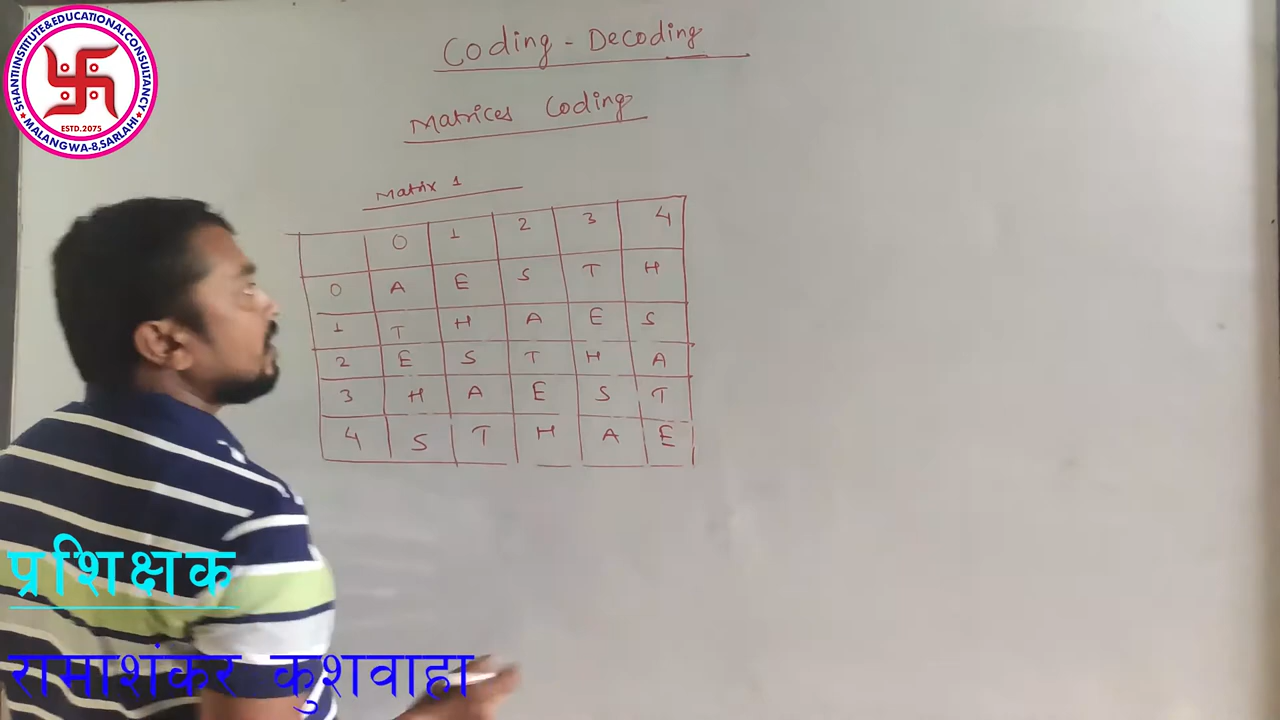 SHANTI INSTITUTE & EDUCATIONAL CONSULTANCY
ESTD.2075
MALANGWA-8, SARLAHI
Coding - Decoding
Matrices Coding
Matrix 1
0 1 2 3 4
0 A E S T H
1 T H A E S
2 E S T H A
3 H A E S T
4 S T H A E
प्रशिक्षक
रामाशंकर कुशवाहा